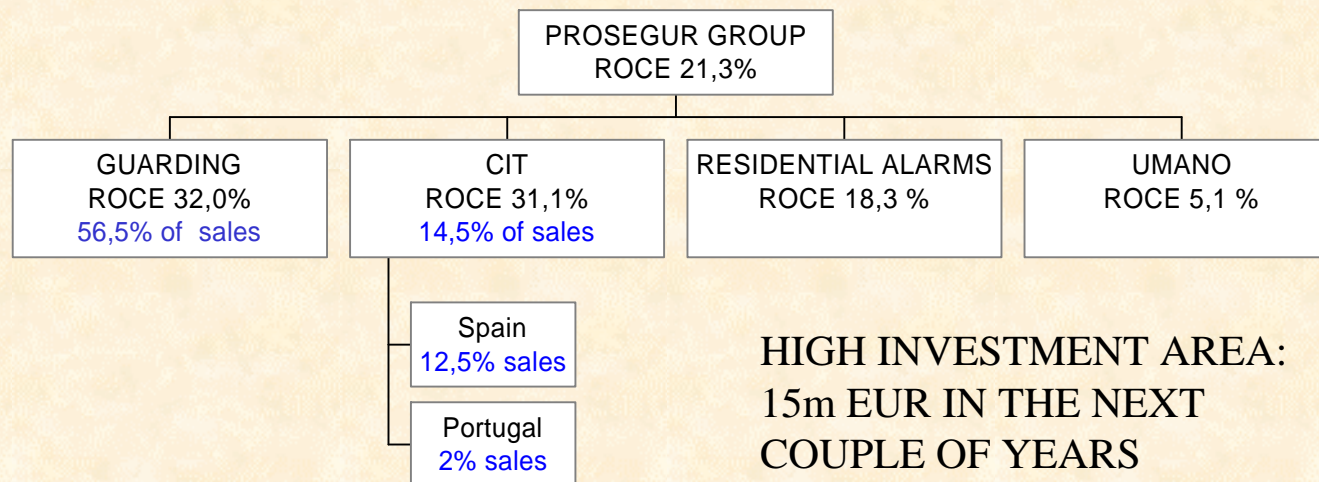 PROSEGUR GROUP
ROCE 21,3%
GUARDING
ROCE 32,0%
56,5% of sales
CIT
ROCE 31,1%
14,5% of sales
RESIDENTIAL ALARMS
ROCE 18,3 %
UMANO
ROCE 5,1 %
Spain
12,5% sales
Portugal
2% sales
HIGH INVESTMENT AREA:
15m EUR IN THE NEXT
COUPLE OF YEARS